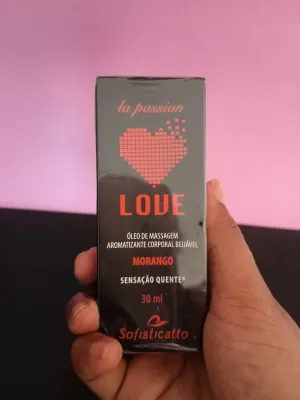 la passion
LOVE
ÓLEO DE MASSAGEM
AROMATIZANTE CORPORAL BEIJÁVEL
MORANGO
SENSAÇÃO QUENTE*
30 ml
Sofisticatto